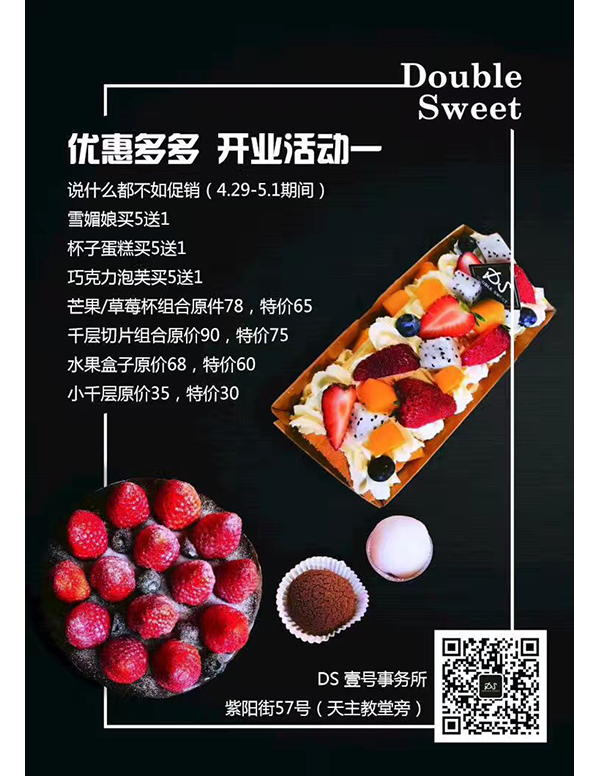 Double
Sweet
优惠多多 开业活动一
说什么都不如促销（4.29-5.1期间）
雪媚娘买5送1
杯子蛋糕买5送1
巧克力泡芙买5送1
芒果/草莓杯组合原件78，特价65
千层切片组合原价90，特价75
水果盒子原价68，特价60
小千层原价35，特价30
DS 壹号事务所
紫阳街57号（天主教堂旁）